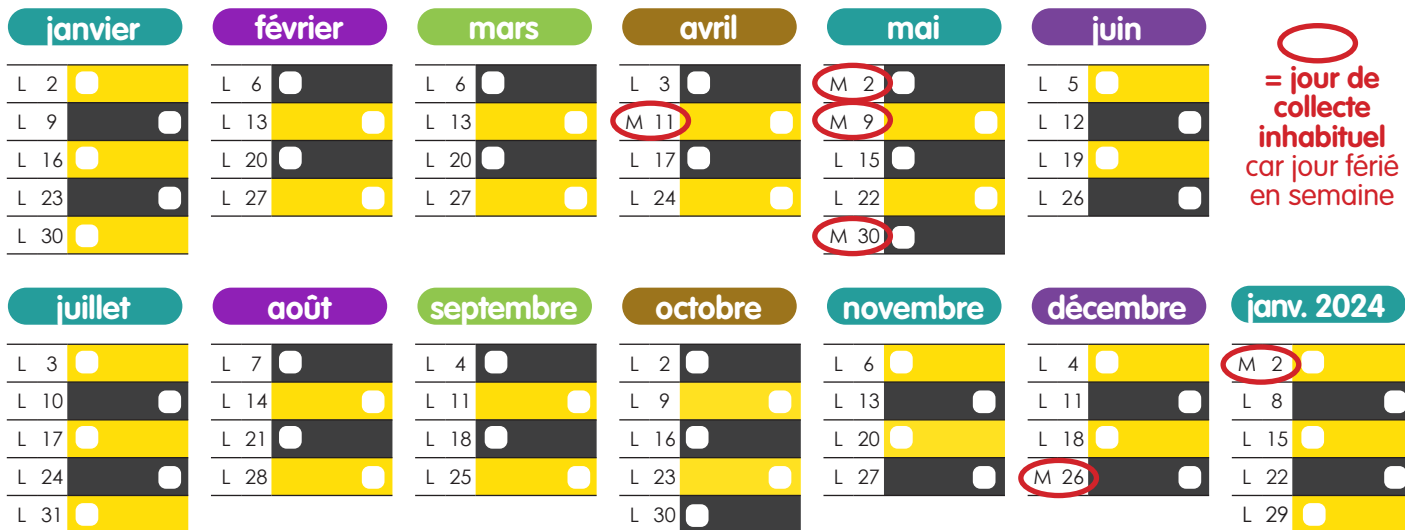 janvier
L 2
L 9
L 16
L 23
L 30
février
L 6
L 13
L 20
L 27
mars
L 6
L 13
L 20
L 27
avril
L 3
M 11
L 17
L 24
mai
M 2
M 9
L 15
L 22
M 30
juin
L 5
L 12
L 19
L 26
= jour de
collecte
inhabituel
car jour férié
en semaine
juillet
L 3
L 10
L 17
L 24
L 31
août
L 7
L 14
L 21
L 28
septembre
L 4
L 11
L 18
L 25
octobre
L 2
L 9
L 16
L 23
L 30
novembre
L 6
L 13
L 20
L 27
décembre
L 4
L 11
L 18
M 26
janv. 2024
M 2
L 8
L 15
L 22
L 29